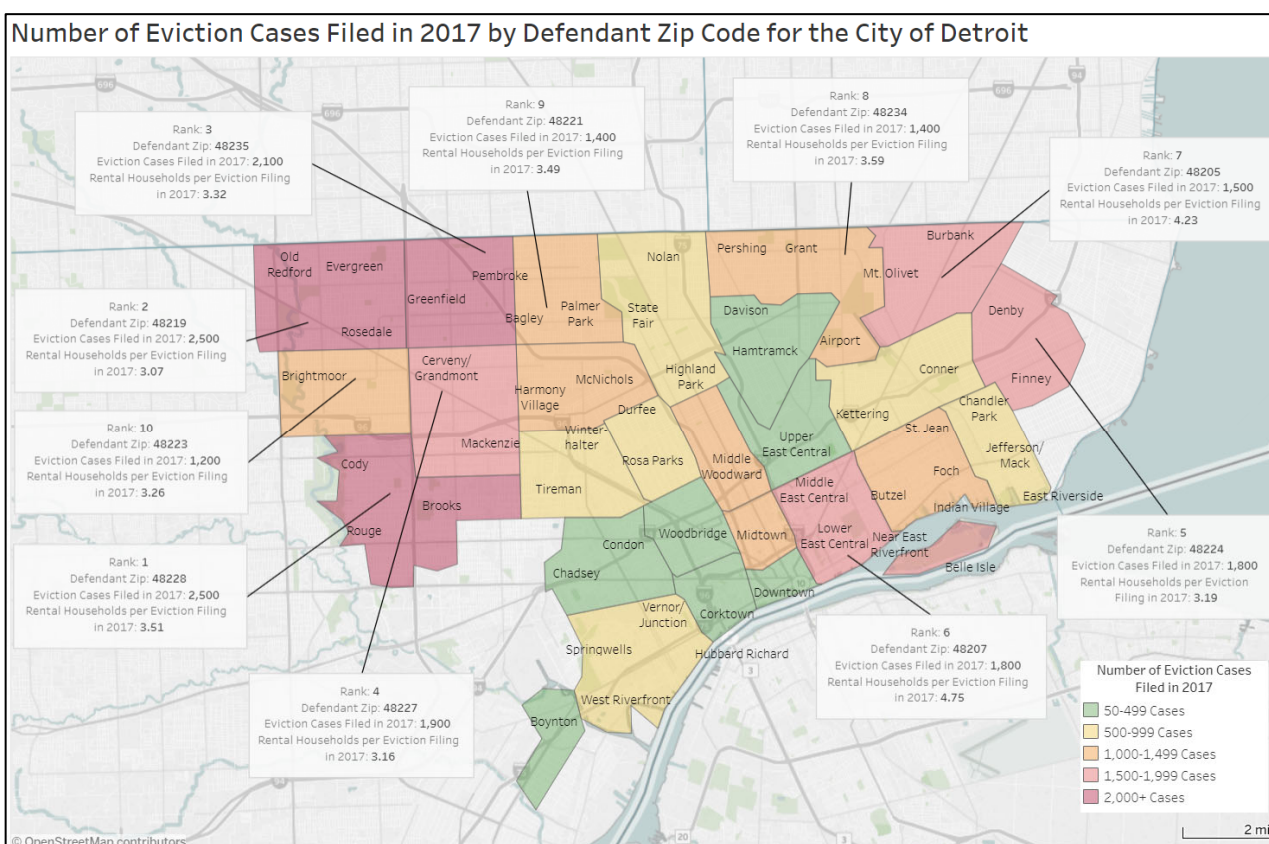 Number of Eviction Cases Filed in 2017 by Defendant Zip Code for the City of Detroit
696
696
94
Rank: 3
Defendant Zip: 48235
Eviction Cases Filed in 2017: 2,100
Rental Households per Eviction Filing
in 2017: 3.32
Rank: 9
Defendant Zip: 48221
Eviction Cases Filed in 2017: 1,400
Rental Households per Eviction Filing
in 2017: 3.49
Rank: 8
Defendant Zip: 48234
Eviction Cases Filed in 2017: 1,400
Rental Households per Eviction Filing
in 2017: 3.59
Rank: 7
Defendant Zip: 48205
Eviction Cases Filed in 2017: 1,500
Rental Households per Eviction Filing
in 2017: 4.23
Rank: 2
Defendant Zip: 48219
Eviction Cases Filed in 2017: 2,500
Rental Households per Eviction Filing
in 2017: 3.07
Rank: 10
Defendant Zip: 48223
Eviction Cases Filed in 2017: 1,200
Rental Households per Eviction Filing
in 2017: 3.26
Rank: 1
Defendant Zip: 48228
Eviction Cases Filed in 2017: 2,500
Rental Households per Eviction Filing
in 2017: 3.51
Rank: 4
Defendant Zip: 48227
Eviction Cases Filed in 2017: 1,900
Rental Households per Eviction Filing
in 2017: 3.16
Old
Redford
Evergreen
Rosedale
Greenfield
Pembroke
Bagley
Palmer
Park
Nolan
State
Fair
Highland
Park
Pershing
Grant
Davison
Hamtramck
Airport
Burbank
Mt. Olivet
Denby
Finney
Brightmoor
Cerveny/
Grandmont
Mackenzie
Harmony
Village
McNichols
Durfee
Winter-
halter
Rosa Parks
Tireman
Middle
Woodward
Upper
East Central
Kettering
Conner
Chandler
Park
St. Jean
Jefferson/
Mack
Foch
Butzel
Indian Village
East Riverside
Cody
Rouge
Brooks
Condon
Woodbridge
Chadsey
Midtown
Middle
East Central
Lower
East Central
Near East
Riverfront
Belle Isle
Downtown
Corktown
Vernor/
Junction
Hubbard Richard
Springwells
West Riverfront
Boynton
Rank: 5
Defendant Zip: 48224
Eviction Cases Filed in 2017: 1,800
Rental Households per Eviction
Filing in 2017: 3.19
Rank: 6
Defendant Zip: 48207
Eviction Cases Filed in 2017: 1,800
Rental Households per Eviction Filing
in 2017: 4.75
3
20
Number of Eviction Cases
Filed in 2017
50-499 Cases
500-999 Cases
1,000-1,499 Cases
1,500-1,999 Cases
2,000+ Cases
2 mi
© OpenStreetMap contributors